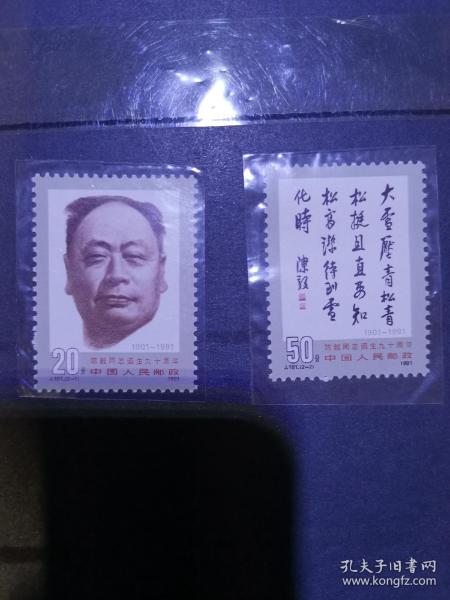 1901–1991
20分
陈毅同志诞生九十周年
中国人民邮政
J.181.(2-1)
1991
大雪壓青松青
松挺且直要知
松高潔待到雪
化時
陳毅
1901–1991
50分
陈毅同志诞生九十周年
中国人民邮政
J.181.(2-2)
1991
孔夫子旧书网
www.kongfz.com